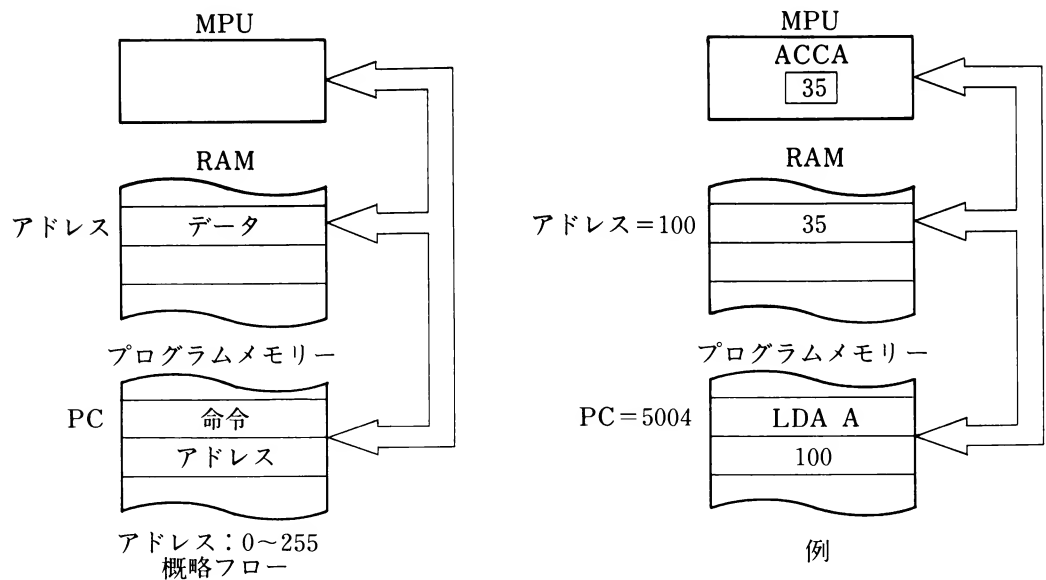 MPU
RAM
アドレス
データ
プログラムメモリー
PC
命令
アドレス
アドレス：0～255
概略フロー
MPU
ACCA
35
RAM
アドレス＝100
35
プログラムメモリー
PC＝5004
LDA A
100
例